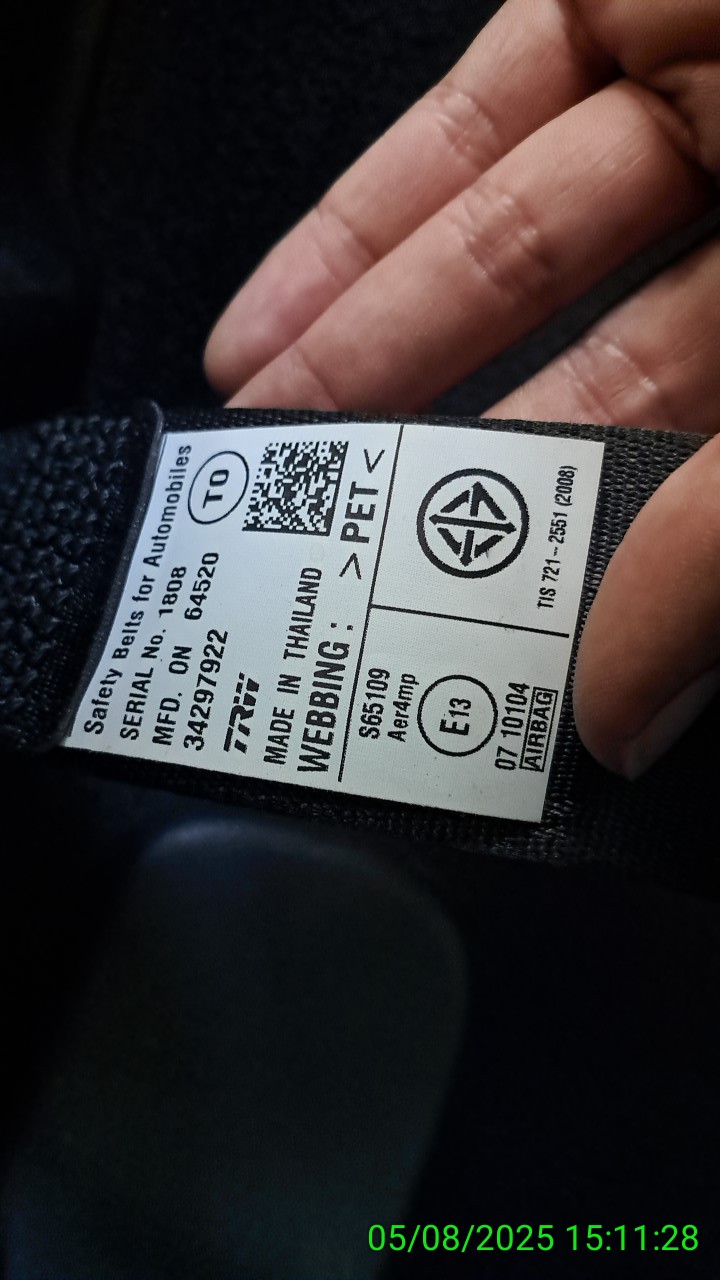 Safety Belts for Automobiles
SERIAL No. 1808
MFD. ON 64520
34297922
TO
TRW
MADE IN THAILAND
WEBBING : >PET<
S65109
Aer4mp
E13
07 10104
AIRBAG
TIS 721-2551 (2008)
05/08/2025 15:11:28